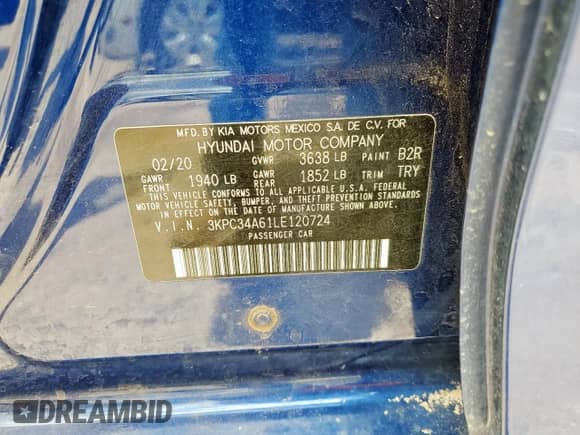 MFD. BY KIA MOTORS MEXICO S.A. DE C.V. FOR
HYUNDAI MOTOR COMPANY
02/20 GVWR 3638 LB PAINT B2R
GAWR FRONT 1940 LB GAWR REAR 1852 LB TRIM TRY
THIS VEHICLE CONFORMS TO ALL APPLICABLE U.S.A. FEDERAL
MOTOR VEHICLE SAFETY, BUMPER, AND THEFT PREVENTION STANDARDS
IN EFFECT ON THE DATE OF MANUFACTURE SHOWN ABOVE.
V.I.N. 3KPC34A61LE120724
PASSENGER CAR
DREAMBID